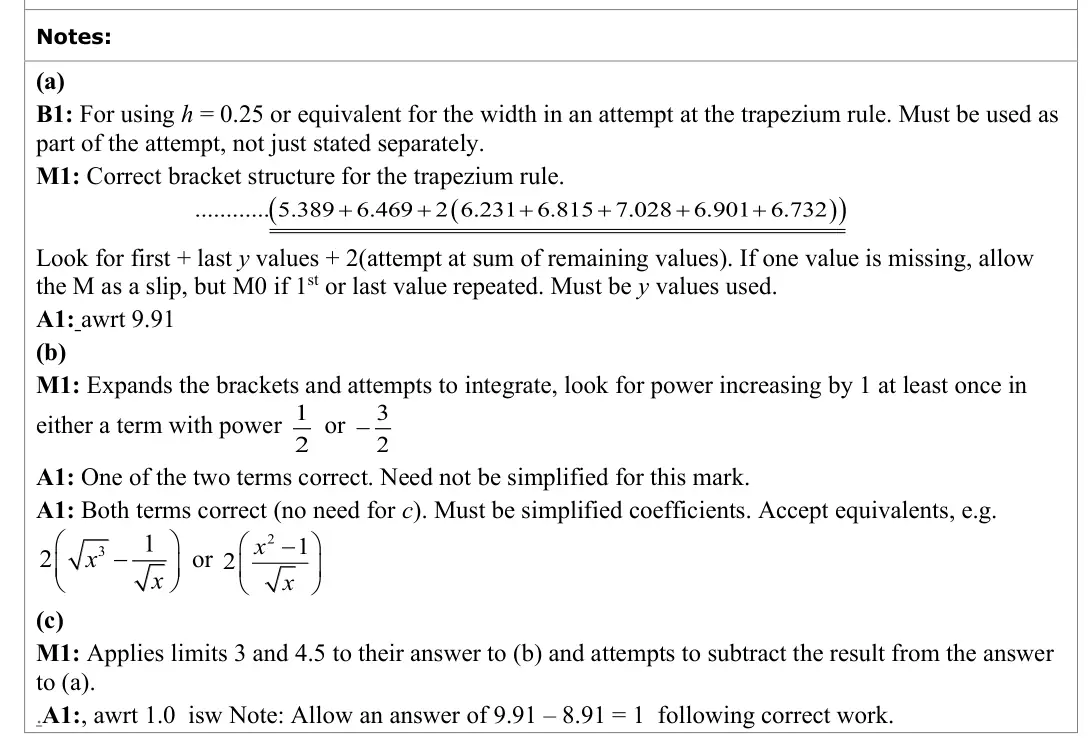 Notes:
(a)
B1: For using h = 0.25 or equivalent for the width in an attempt at the trapezium rule. Must be used as
part of the attempt, not just stated separately.
M1: Correct bracket structure for the trapezium rule.
............(5.389 + 6.469 + 2(6.231 + 6.815 + 7.028 + 6.901 + 6.732))
Look for first + last y values + 2(attempt at sum of remaining values). If one value is missing, allow
the M as a slip, but M0 if 1ˢᵗ or last value repeated. Must be y values used.
A1: awrt 9.91
(b)
M1: Expands the brackets and attempts to integrate, look for power increasing by 1 at least once in
either a term with power 1/2 or −3/2
A1: One of the two terms correct. Need not be simplified for this mark.
A1: Both terms correct (no need for c). Must be simplified coefficients. Accept equivalents, e.g.
2(√x³ − 1/√x) or 2((x² − 1)/√x)
(c)
M1: Applies limits 3 and 4.5 to their answer to (b) and attempts to subtract the result from the answer
to (a).
.A1:, awrt 1.0 isw Note: Allow an answer of 9.91 – 8.91 = 1 following correct work.